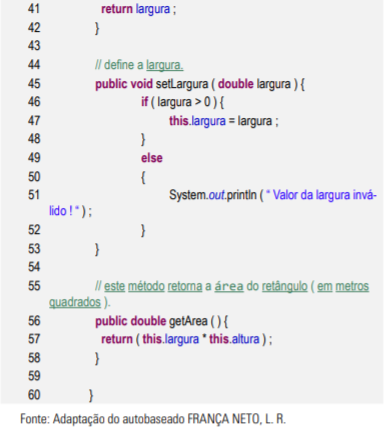 41 return largura ;
42 }
43
44 // define a largura.
45 public void setLargura ( double largura ) {
46 if ( largura > 0 ) {
47 this.largura = largura ;
48 }
49 else
50 {
51 System.out.println ( “ Valor da largura invá-
lido ! “ ) ;
52 }
53 }
54
55 // este método retorna a área do retângulo ( em metros
quadrados ).
56 public double getArea ( ) {
57 return ( this.largura * this.altura ) ;
58 }
59
60 }
Fonte: Adaptação do autobaseado FRANÇA NETO, L. R.